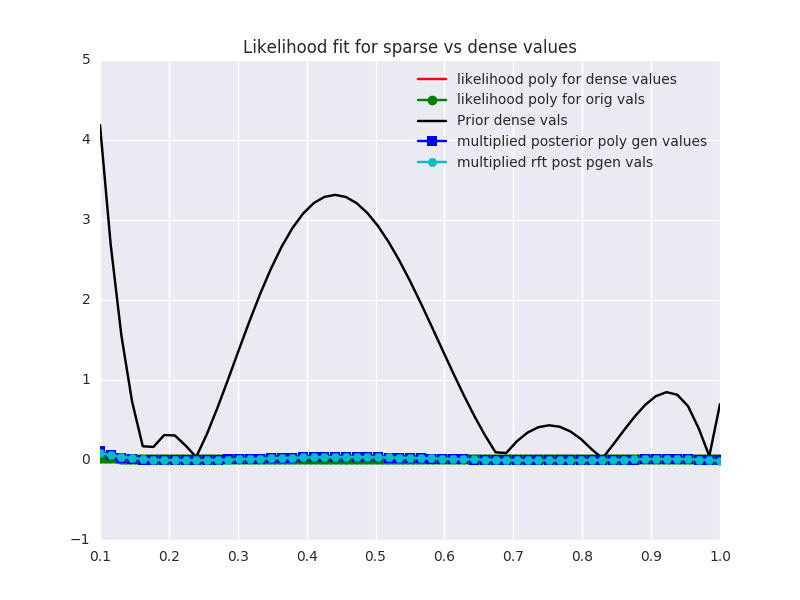 Likelihood fit for sparse vs dense values
5
4
3
2
1
0
−1
likelihood poly for dense values
likelihood poly for orig vals
Prior dense vals
multiplied posterior poly gen values
multiplied rft post pgen vals
0.1 0.2 0.3 0.4 0.5 0.6 0.7 0.8 0.9 1.0